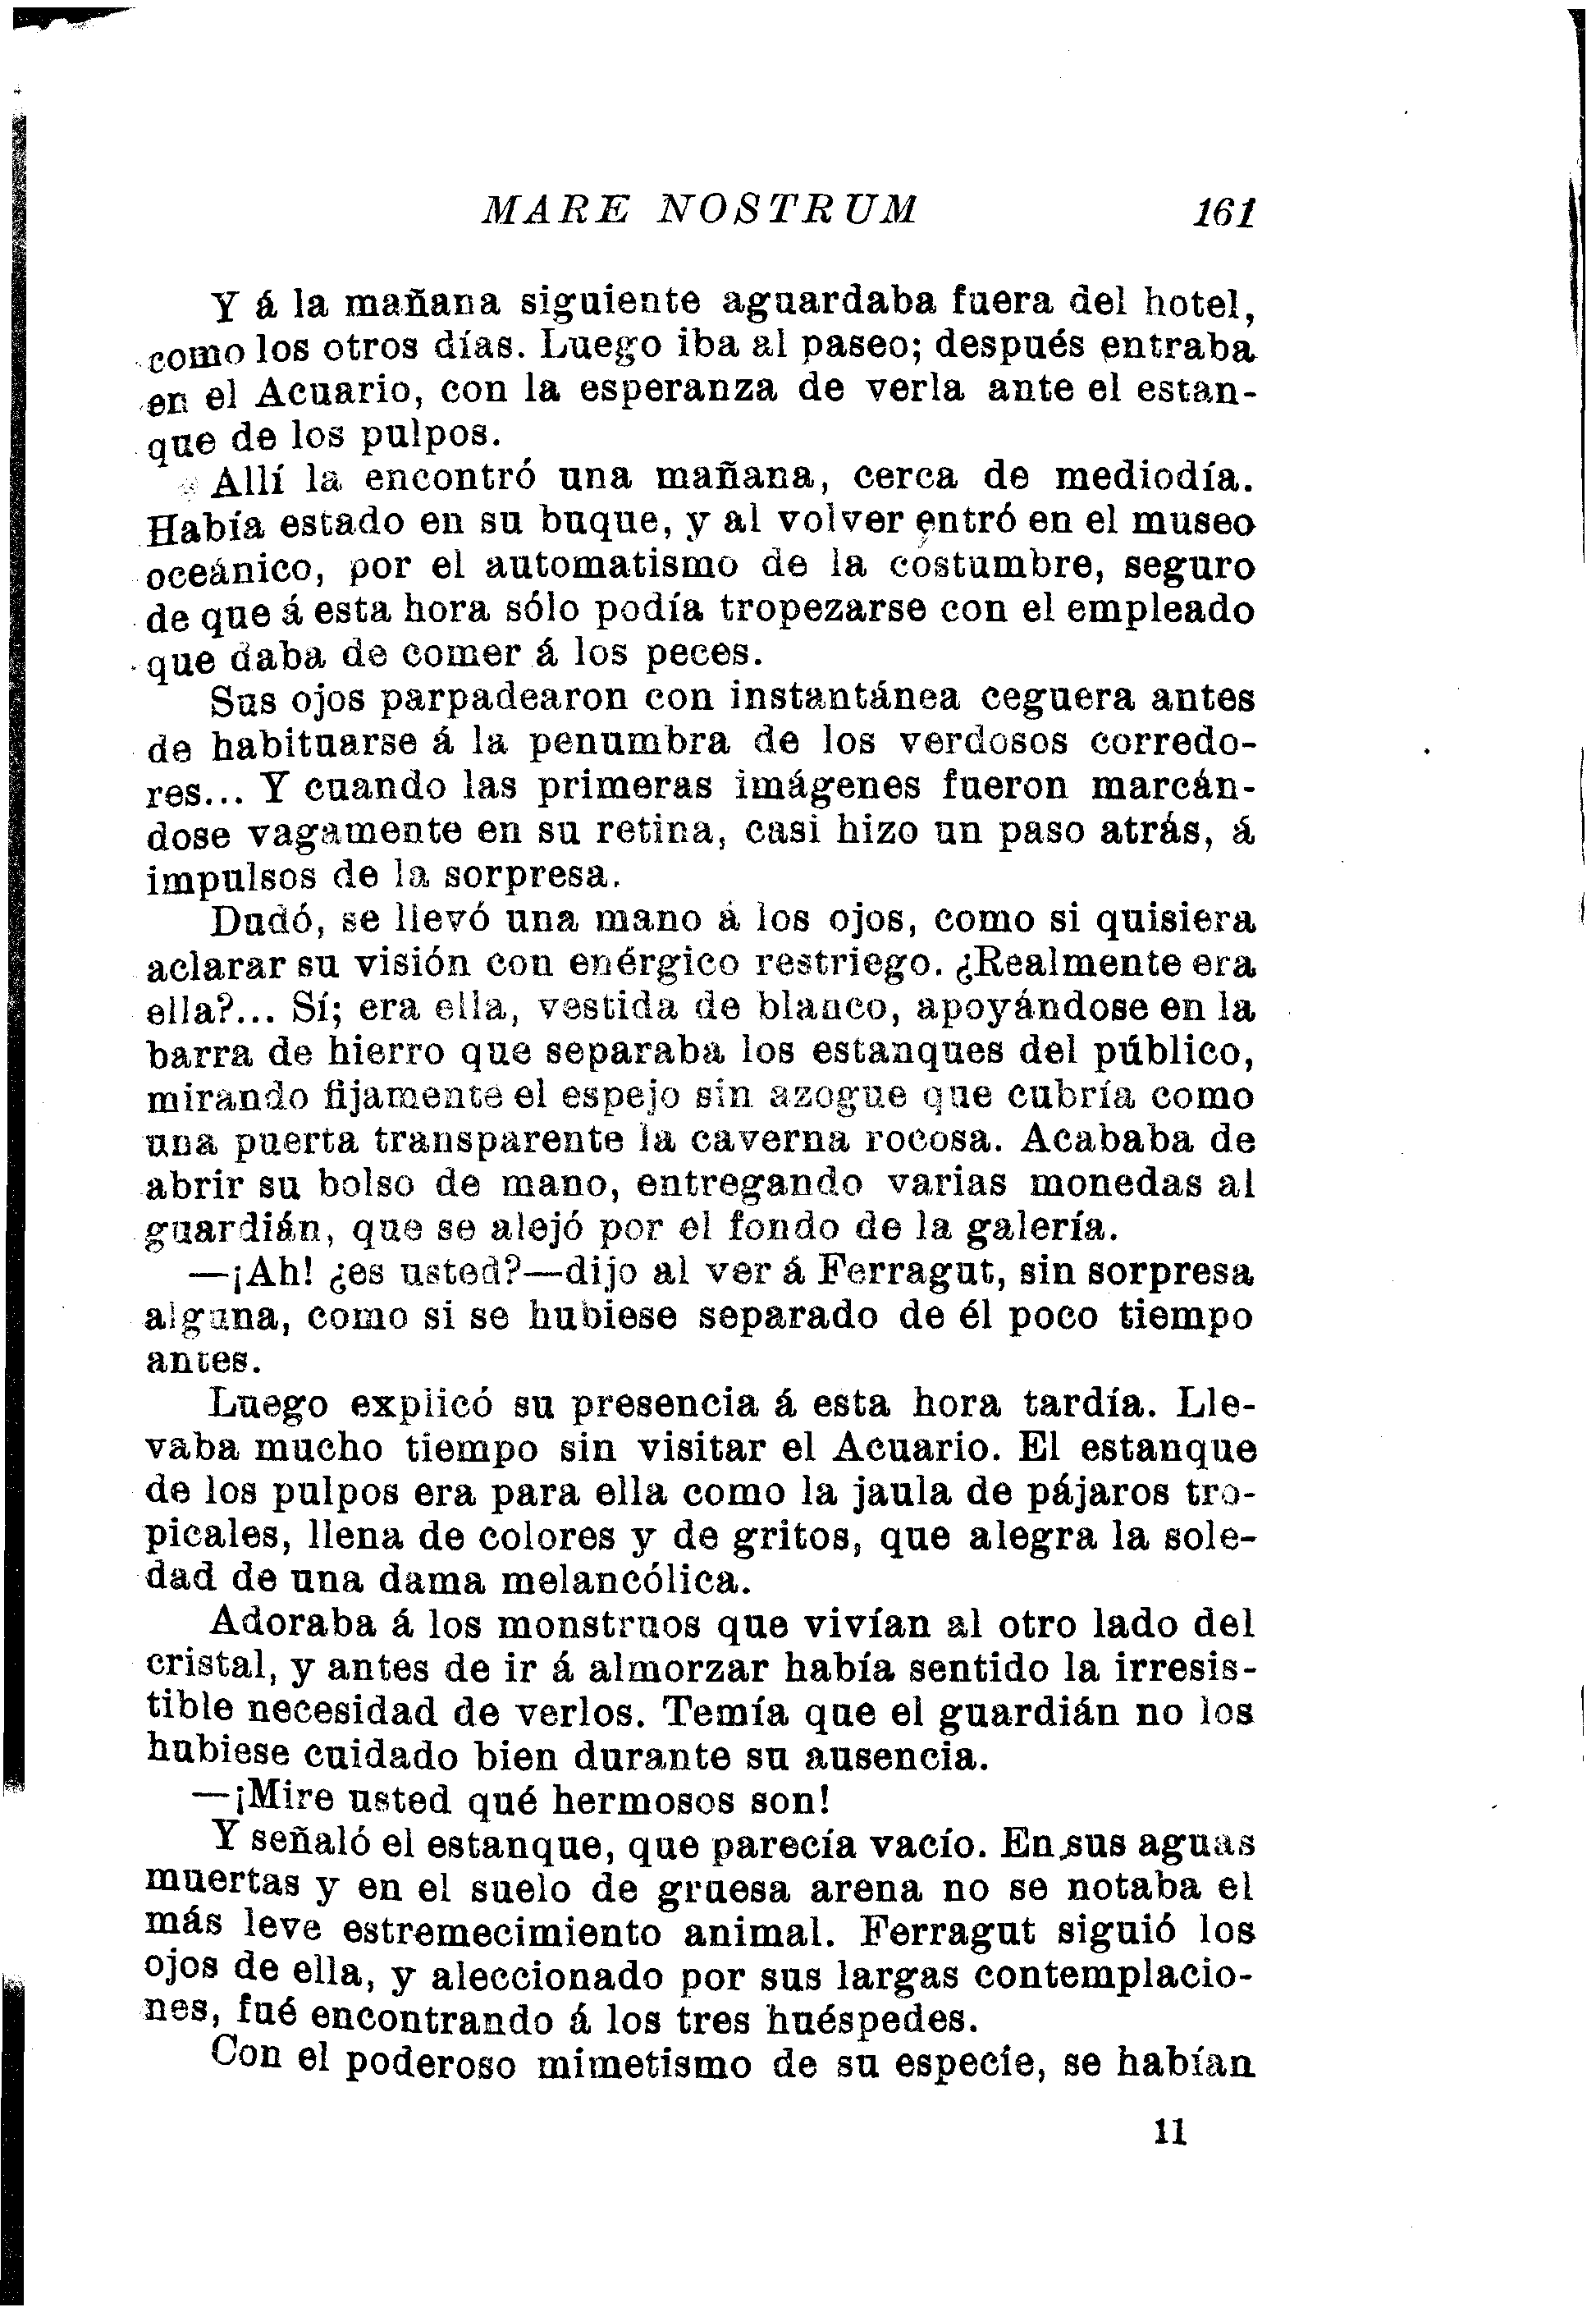 MARE NOSTRUM 161
Y á la mañana siguiente aguardaba fuera del hotel,
como los otros días. Luego iba al paseo; después entraba
en el Acuario, con la esperanza de verla ante el estan-
que de los pulpos.
Allí la encontró una mañana, cerca de mediodía.
Había estado en su buque, y al volver entró en el museo
oceánico, por el automatismo de la costumbre, seguro
de que á esta hora sólo podía tropezarse con el empleado
que daba de comer á los peces.
Sus ojos parpadearon con instantánea ceguera antes
de habituarse á la penumbra de los verdosos corredo-
res... Y cuando las primeras imágenes fueron marcán-
dose vagamente en su retina, casi hizo un paso atrás, á
impulsos de la sorpresa.
Dudó, se llevó una mano á los ojos, como si quisiera
aclarar su visión con enérgico restriego. ¿Realmente era
ella?... Sí; era ella, vestida de blanco, apoyándose en la
barra de hierro que separaba los estanques del público,
mirando fijamente el espejo sin azogue que cubría como
una puerta transparente la caverna rocosa. Acababa de
abrir su bolso de mano, entregando varias monedas al
guardián, que se alejó por el fondo de la galería.
—¡Ah! ¿es usted?—dijo al ver á Ferragut, sin sorpresa
alguna, como si se hubiese separado de él poco tiempo
antes.
Luego explicó su presencia á esta hora tardía. Lle-
vaba mucho tiempo sin visitar el Acuario. El estanque
de los pulpos era para ella como la jaula de pájaros tro-
picales, llena de colores y de gritos, que alegra la sole-
dad de una dama melancólica.
Adoraba á los monstruos que vivían al otro lado del
cristal, y antes de ir á almorzar había sentido la irresis-
tible necesidad de verlos. Temía que el guardián no los
hubiese cuidado bien durante su ausencia.
—¡Mire usted qué hermosos son!
Y señaló el estanque, que parecía vacío. En sus aguas
muertas y en el suelo de gruesa arena no se notaba el
más leve estremecimiento animal. Ferragut siguió los
ojos de ella, y aleccionado por sus largas contemplacio-
nes, fué encontrando á los tres huéspedes.
Con el poderoso mimetismo de su especie, se habían
11